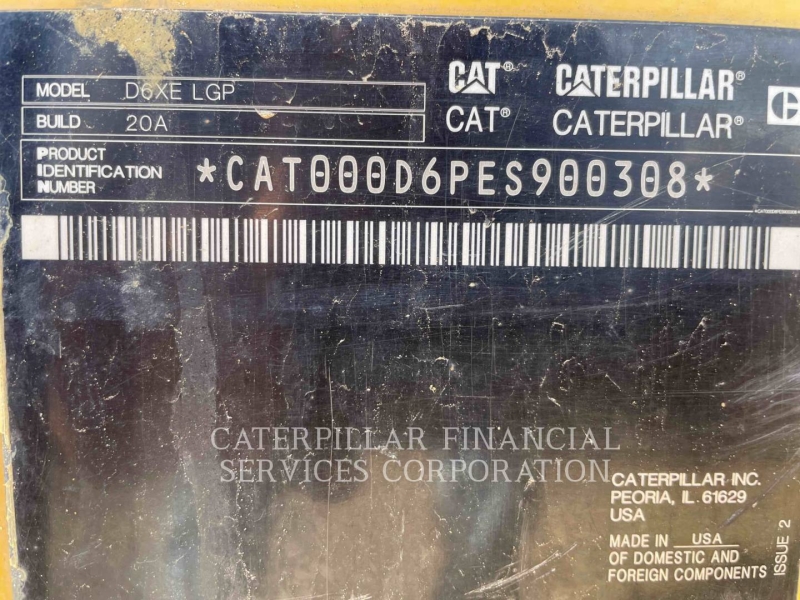 CAT® CATERPILLAR®
MODEL D6XE LGP
BUILD 20A
CAT® CATERPILLAR®
PRODUCT
IDENTIFICATION
NUMBER
*CAT000D6PES900308*
CATERPILLAR FINANCIAL
SERVICES CORPORATION
CATERPILLAR INC.
PEORIA, IL 61629
USA
MADE IN USA
OF DOMESTIC AND
FOREIGN COMPONENTS
ISSUE 2